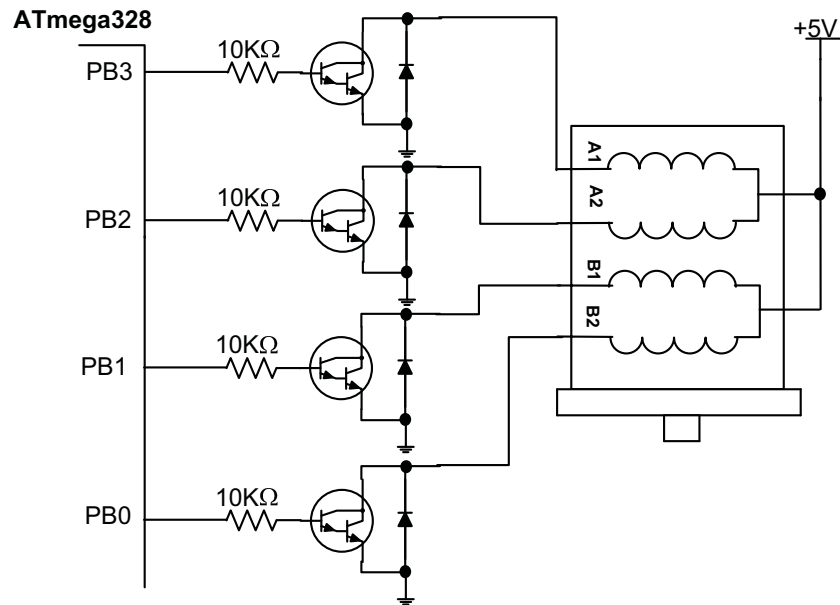 ATmega328
+5V
10KΩ
PB3
A1
10KΩ
A2
PB2
B1
B2
10KΩ
PB1
10KΩ
PB0